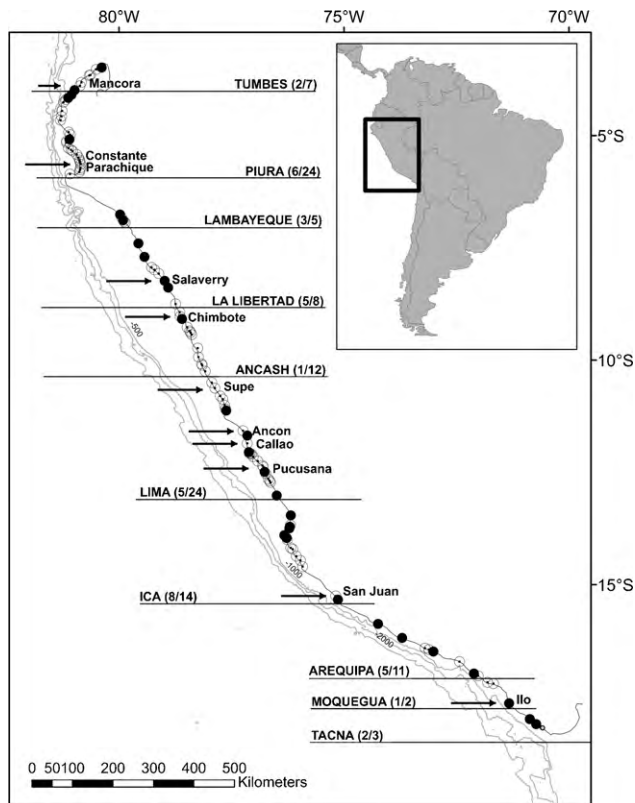 80°W 75°W 70°W
Mancora
TUMBES (2/7)
5°S
Constante
Parachique
PIURA (6/24)
LAMBAYEQUE (3/5)
Salaverry
LA LIBERTAD (5/8)
Chimbote
-500
10°S
ANCASH (1/12)
Supe
Ancon
Callao
Pucusana
LIMA (5/24)
-1000
15°S
San Juan
ICA (8/14)
-2000
AREQUIPA (5/11)
Ilo
MOQUEGUA (1/2)
TACNA (2/3)
0 50 100 200 300 400 500
Kilometers